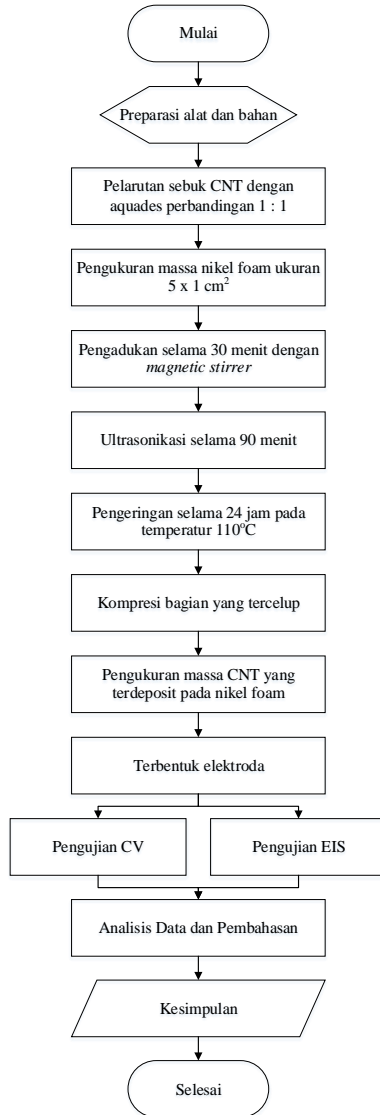 Mulai
Preparasi alat dan bahan
Pelarutan sebuk CNT dengan
aquades perbandingan 1 : 1
Pengukuran massa nikel foam ukuran
5 x 1 cm²
Pengadukan selama 30 menit dengan
magnetic stirrer
Ultrasonikasi selama 90 menit
Pengeringan selama 24 jam pada
temperatur 110°C
Kompresi bagian yang tercelup
Pengukuran massa CNT yang
terdeposit pada nikel foam
Terbentuk elektroda
Pengujian CV
Pengujian EIS
Analisis Data dan Pembahasan
Kesimpulan
Selesai